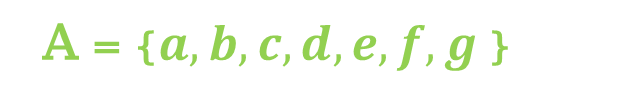 A = {a, b, c, d, e, f, g }